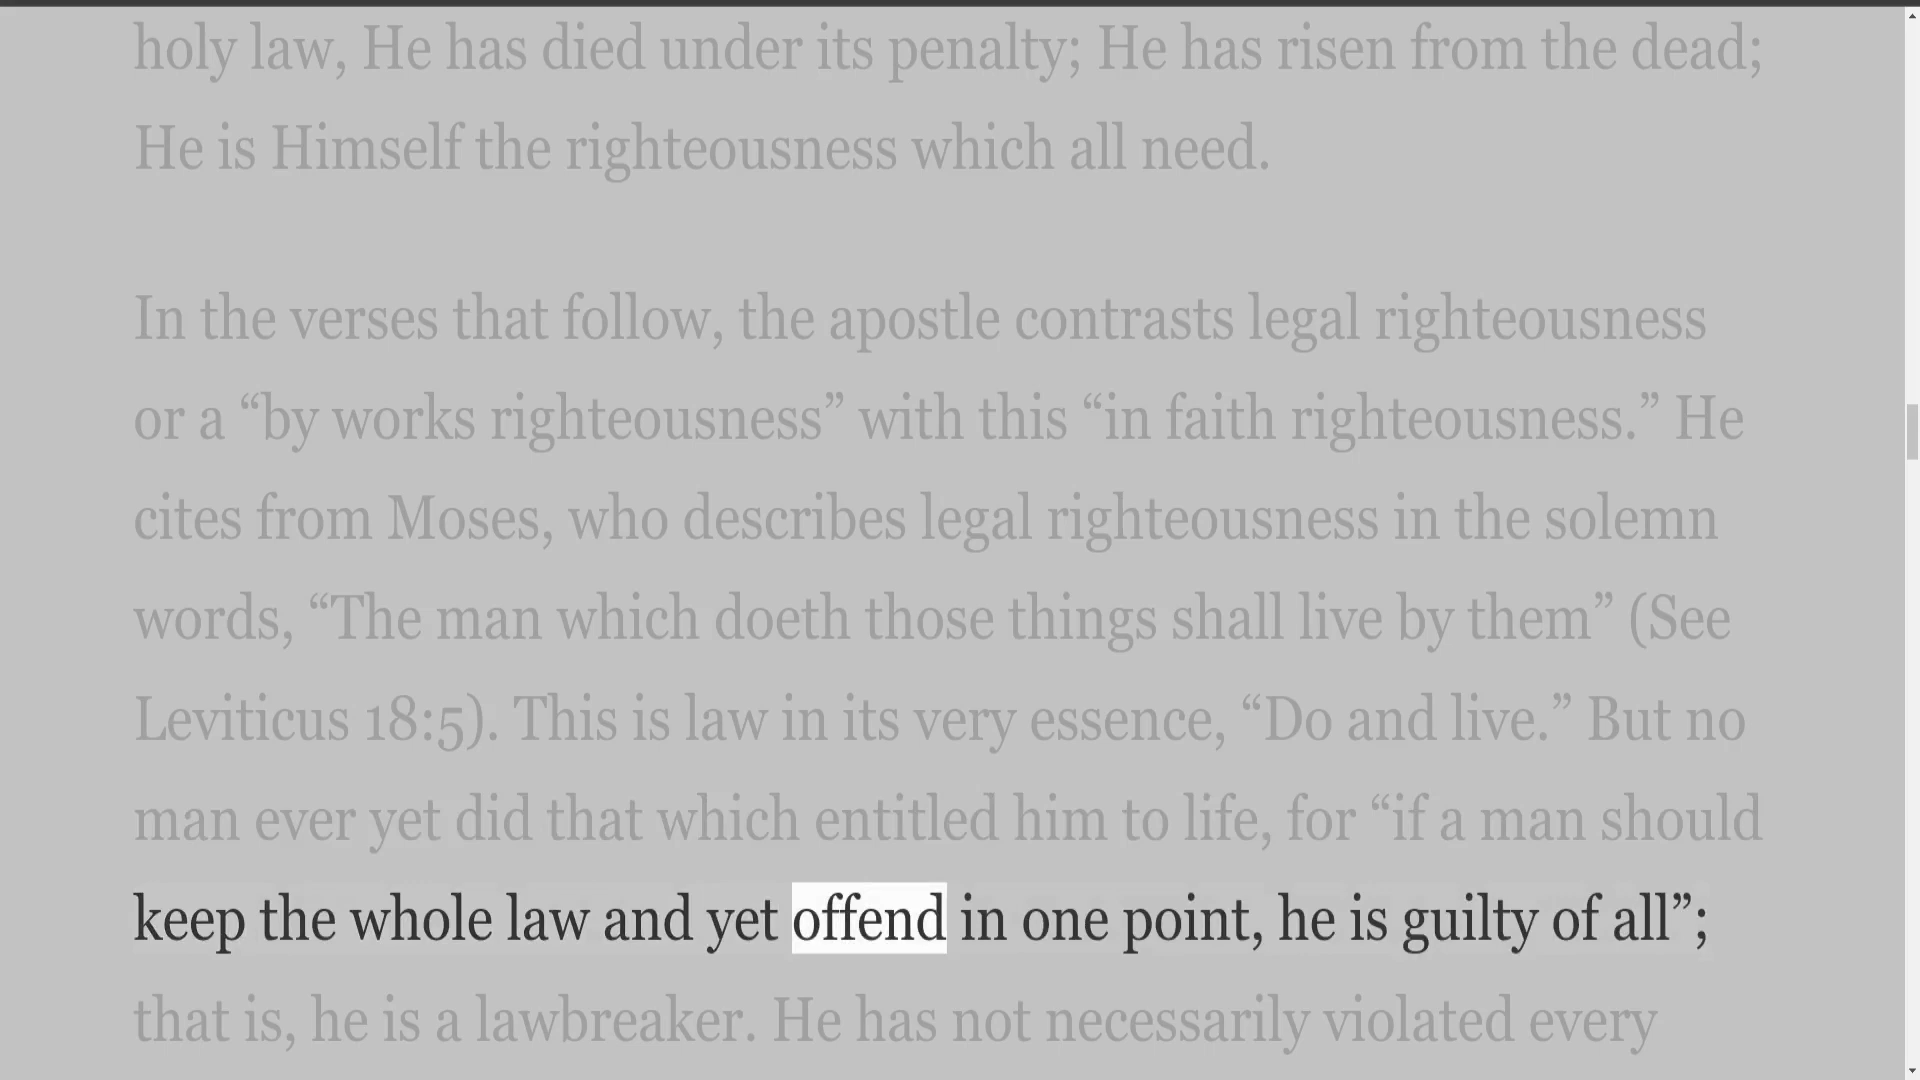 holy law, He has died under its penalty; He has risen from the dead;
He is Himself the righteousness which all need.
In the verses that follow, the apostle contrasts legal righteousness
or a “by works righteousness” with this “in faith righteousness.” He
cites from Moses, who describes legal righteousness in the solemn
words, “The man which doeth those things shall live by them” (See
Leviticus 18:5). This is law in its very essence, “Do and live.” But no
man ever yet did that which entitled him to life, for “if a man should
keep the whole law and yet offend in one point, he is guilty of all”;
that is, he is a lawbreaker. He has not necessarily violated every